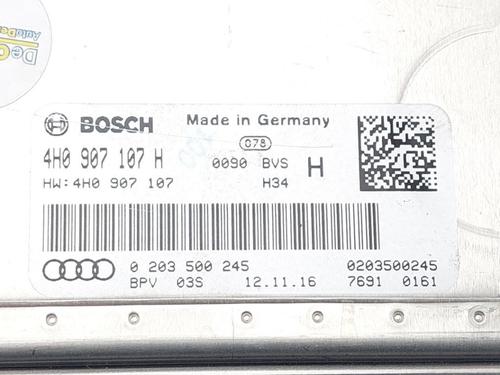 BOSCH Made in Germany
078
4H0 907 107 H 0090 BVS H
HW:4H0 907 107 H34
0 203 500 245 0203500245
BPV 03S 12.11.16 7691 0161